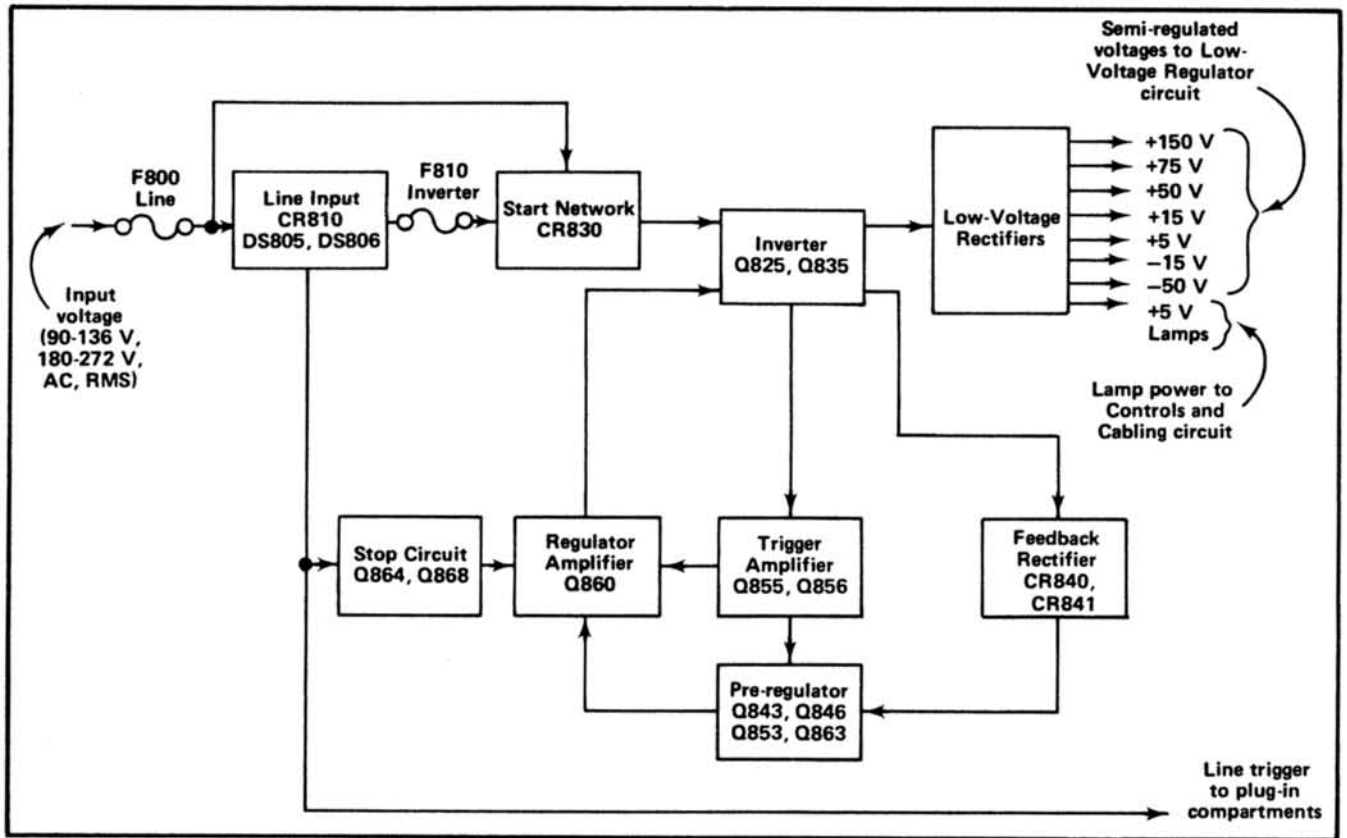 Semi-regulated
voltages to Low-
Voltage Regulator
circuit
F800
Line
Line Input
CR810
DS805, DS806
F810
Inverter
Start Network
CR830
Inverter
Q825, Q835
Low-Voltage
Rectifiers
+150 V
+75 V
+50 V
+15 V
+5 V
−15 V
−50 V
+5 V
Lamps
Input
voltage
(90-136 V,
180-272 V,
AC, RMS)
Lamp power to
Controls and
Cabling circuit
Stop Circuit
Q864, Q868
Regulator
Amplifier
Q860
Trigger
Amplifier
Q855, Q856
Feedback
Rectifier
CR840,
CR841
Pre-regulator
Q843, Q846
Q853, Q863
Line trigger
to plug-in
compartments